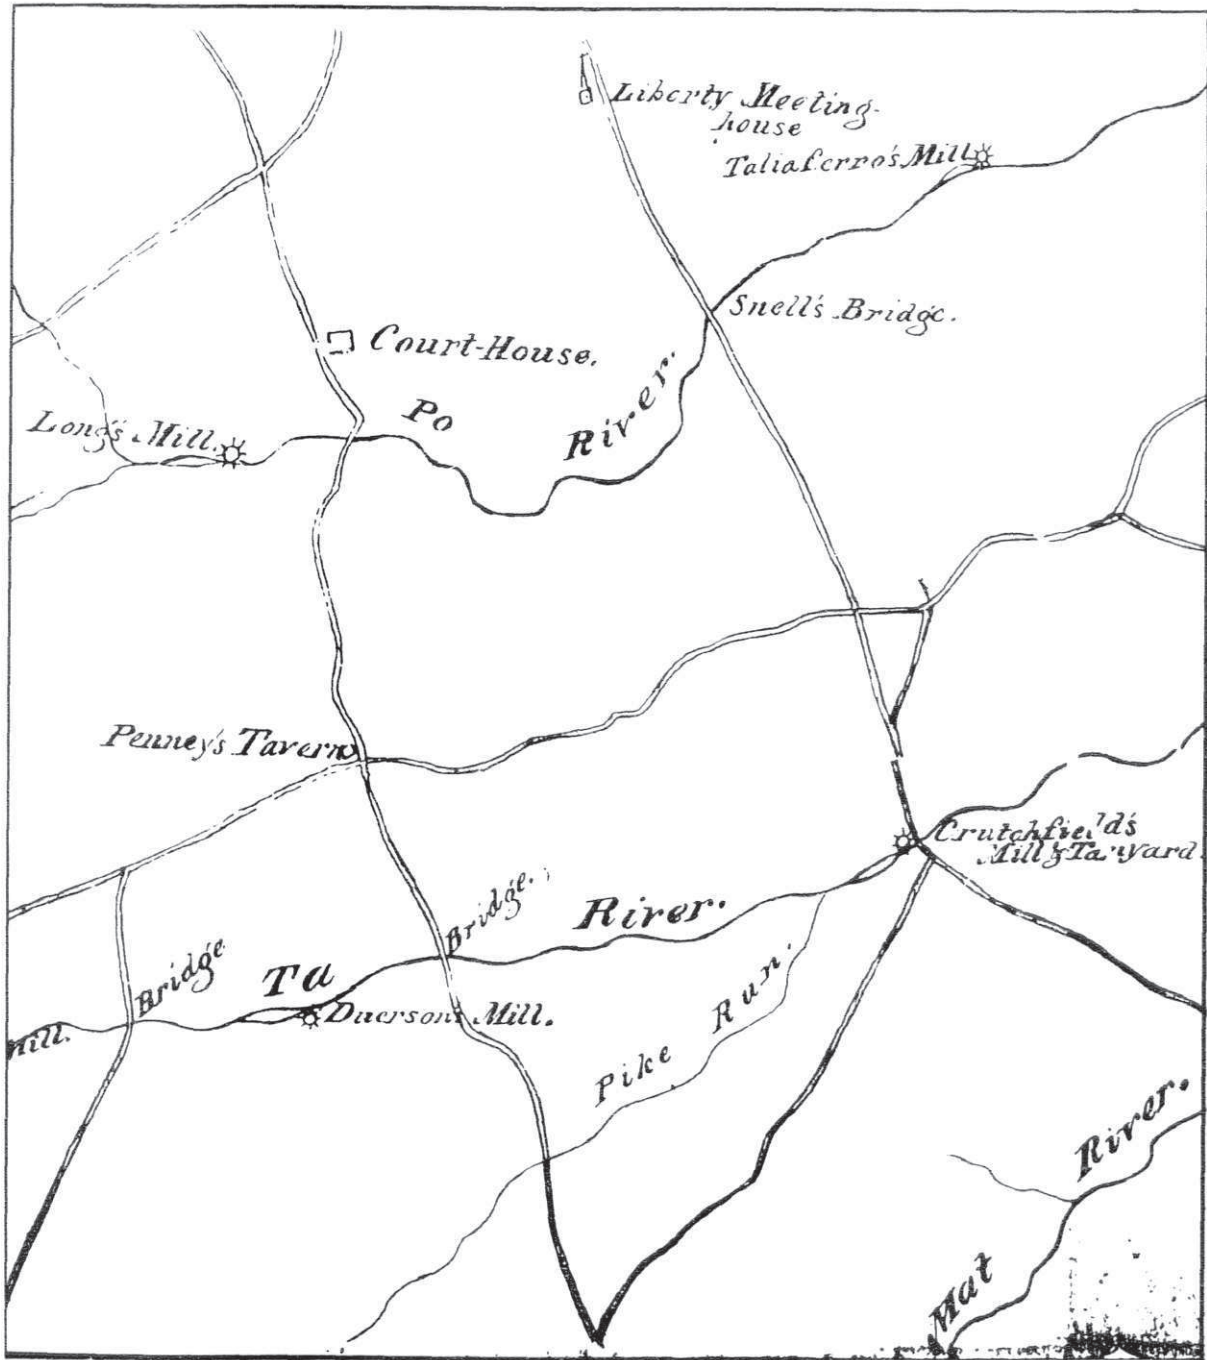 Liberty Meeting-
house
Taliaferro's Mill
Snell's Bridge.
Court-House.
Po River.
Long's Mill.
Penney's Tavern
Crutchfield's
Mill & Tanyard.
Bridge.
Ta River.
Bridge
Duerson's Mill.
mill.
Pike Run.
Mat River.